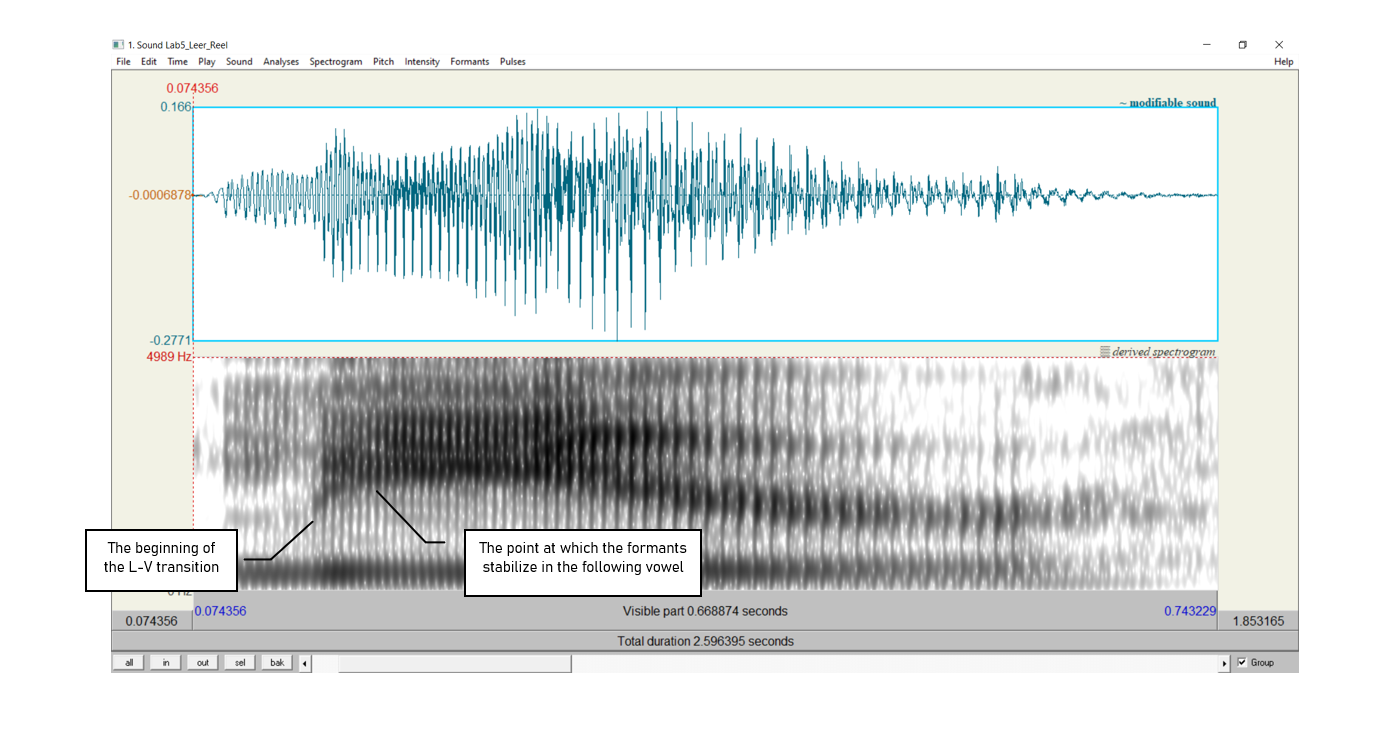 1. Sound Lab5_Leer_Reel
File Edit Time Play Sound Analyses Spectrogram Pitch Intensity Formants Pulses Help
0.074356
0.166
~ modifiable sound
-0.0006878
-0.2771
4989 Hz
derived spectrogram
The beginning of
the L-V transition
The point at which the formants
stabilize in the following vowel
0 Hz
0.074356
Visible part 0.668874 seconds
0.743229
0.074356
1.853165
Total duration 2.596395 seconds
all in out sel bak
Group